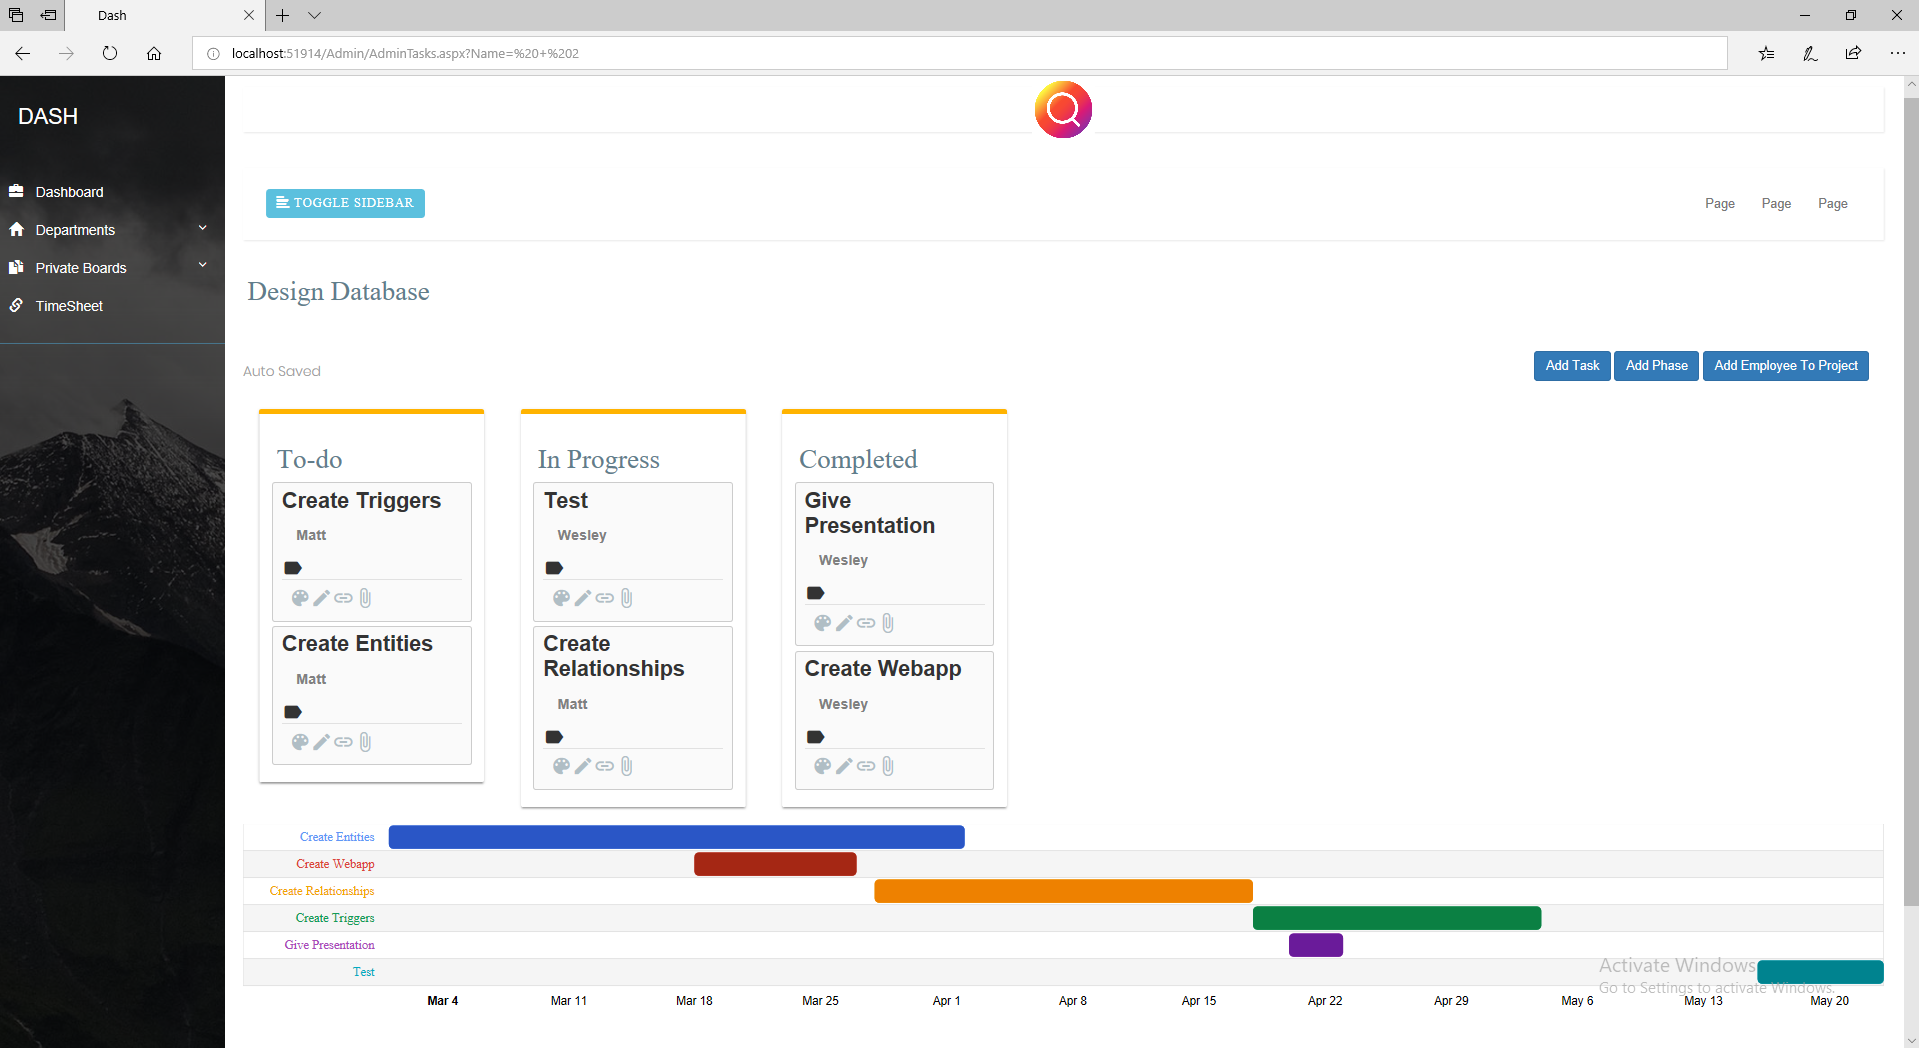 Dash
localhost:51914/Admin/AdminTasks.aspx?Name=%20+%202
DASH
Dashboard
Departments
Private Boards
TimeSheet
TOGGLE SIDEBAR
Page Page Page
Design Database
Auto Saved
Add Task Add Phase Add Employee To Project
To-do
Create Triggers
Matt
Create Entities
Matt
In Progress
Test
Wesley
Create
Relationships
Matt
Completed
Give
Presentation
Wesley
Create Webapp
Wesley
Create Entities
Create Webapp
Create Relationships
Create Triggers
Give Presentation
Test
Mar 4 Mar 11 Mar 18 Mar 25 Apr 1 Apr 8 Apr 15 Apr 22 Apr 29 May 6 May 13 May 20
Activate Windows
Go to Settings to activate Windows.